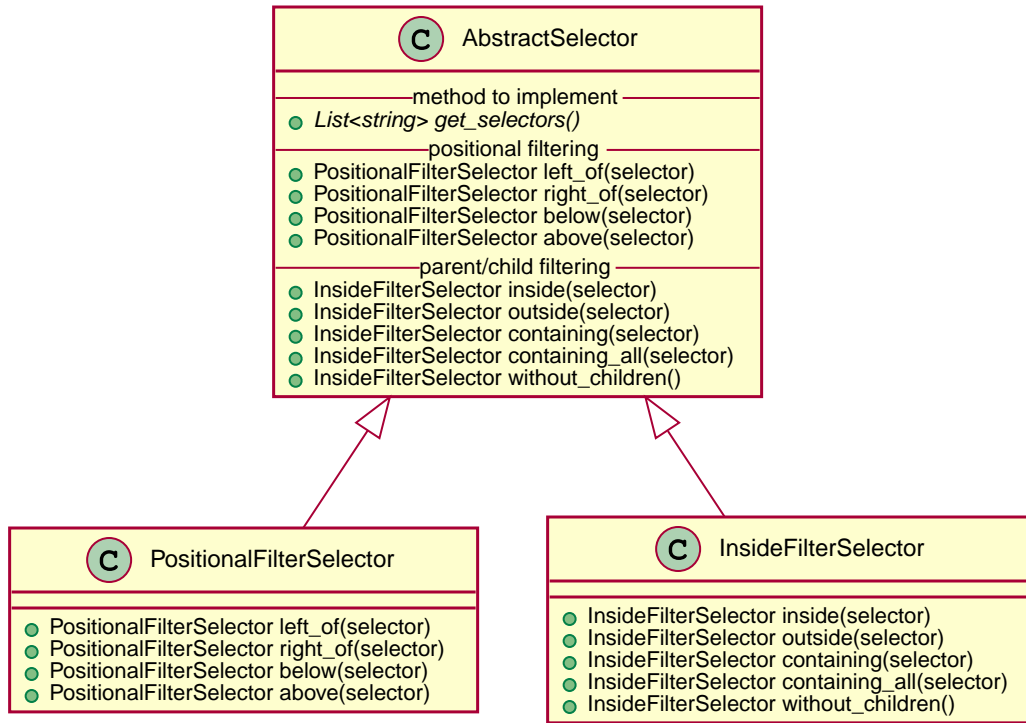 C AbstractSelector
method to implement
List<string> get_selectors()
positional filtering
PositionalFilterSelector left_of(selector)
PositionalFilterSelector right_of(selector)
PositionalFilterSelector below(selector)
PositionalFilterSelector above(selector)
parent/child filtering
InsideFilterSelector inside(selector)
InsideFilterSelector outside(selector)
InsideFilterSelector containing(selector)
InsideFilterSelector containing_all(selector)
InsideFilterSelector without_children()
C PositionalFilterSelector
PositionalFilterSelector left_of(selector)
PositionalFilterSelector right_of(selector)
PositionalFilterSelector below(selector)
PositionalFilterSelector above(selector)
C InsideFilterSelector
InsideFilterSelector inside(selector)
InsideFilterSelector outside(selector)
InsideFilterSelector containing(selector)
InsideFilterSelector containing_all(selector)
InsideFilterSelector without_children()